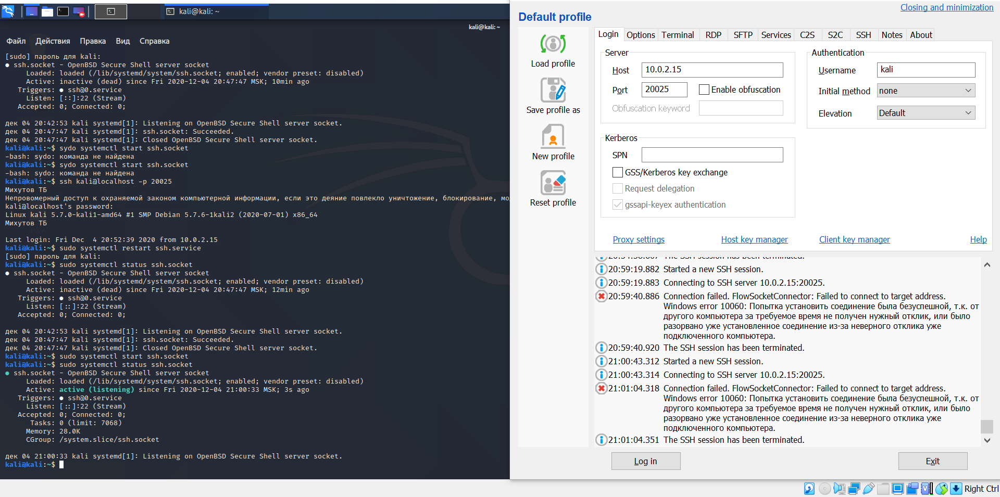 kali@kali: ~
kali@kali: ~
Файл Действия Правка Вид Справка
[sudo] пароль для kali:
● ssh.socket - OpenBSD Secure Shell server socket
Loaded: loaded (/lib/systemd/system/ssh.socket; enabled; vendor preset: disabled)
Active: inactive (dead) since Fri 2020-12-04 20:47:47 MSK; 10min ago
Triggers: ● ssh@0.service
Listen: [::]:22 (Stream)
Accepted: 0; Connected: 0;
дек 04 20:42:53 kali systemd[1]: Listening on OpenBSD Secure Shell server socket.
дек 04 20:47:47 kali systemd[1]: ssh.socket: Succeeded.
дек 04 20:47:47 kali systemd[1]: Closed OpenBSD Secure Shell server socket.
kali@kali:~$ sydo systemctl start ssh.socket
-bash: sydo: команда не найдена
kali@kali:~$ sydo systemctl start ssh.socket
-bash: sydo: команда не найдена
kali@kali:~$ ssh kali@localhost -p 20025
Михутов ТБ
Непровомерный доступ к охраняемой законом компьютерной информации, если это деяние повлекло уничтожение, блокирование, мо
kali@localhost's password:
Linux kali 5.7.0-kali1-amd64 #1 SMP Debian 5.7.6-1kali2 (2020-07-01) x86_64
Михутов ТБ
Last login: Fri Dec  4 20:52:39 2020 from 10.0.2.15
kali@kali:~$ sudo systemctl restart ssh.service
[sudo] пароль для kali:
kali@kali:~$ sudo systemctl status ssh.socket
● ssh.socket - OpenBSD Secure Shell server socket
Loaded: loaded (/lib/systemd/system/ssh.socket; enabled; vendor preset: disabled)
Active: inactive (dead) since Fri 2020-12-04 20:47:47 MSK; 12min ago
Triggers: ● ssh@0.service
Listen: [::]:22 (Stream)
Accepted: 0; Connected: 0;
дек 04 20:42:53 kali systemd[1]: Listening on OpenBSD Secure Shell server socket.
дек 04 20:47:47 kali systemd[1]: ssh.socket: Succeeded.
дек 04 20:47:47 kali systemd[1]: Closed OpenBSD Secure Shell server socket.
kali@kali:~$ sudo systemctl start ssh.socket
kali@kali:~$ sudo systemctl status ssh.socket
● ssh.socket - OpenBSD Secure Shell server socket
Loaded: loaded (/lib/systemd/system/ssh.socket; enabled; vendor preset: disabled)
Active: active (listening) since Fri 2020-12-04 21:00:33 MSK; 3s ago
Triggers: ● ssh@0.service
Listen: [::]:22 (Stream)
Accepted: 0; Connected: 0;
Tasks: 0 (limit: 7068)
Memory: 28.0K
CGroup: /system.slice/ssh.socket
дек 04 21:00:33 kali systemd[1]: Listening on OpenBSD Secure Shell server socket.
kali@kali:~$
Closing and minimization
Default profile
Load profile
Save profile as
New profile
Reset profile
Login Options Terminal RDP SFTP Services C2S S2C SSH Notes About
Server
Host 10.0.2.15
Port 20025 Enable obfuscation
Obfuscation keyword
Authentication
Username kali
Initial method none
Elevation Default
Kerberos
SPN
GSS/Kerberos key exchange
Request delegation
gssapi-keyex authentication
Proxy settings Host key manager Client key manager Help
The SSH session has been terminated.
20:59:19.882 Started a new SSH session.
20:59:19.883 Connecting to SSH server 10.0.2.15:20025.
20:59:40.886 Connection failed. FlowSocketConnector: Failed to connect to target address.
Windows error 10060: Попытка установить соединение была безуспешной, т.к. от
другого компьютера за требуемое время не получен нужный отклик, или было
разорвано уже установленное соединение из-за неверного отклика уже
подключенного компьютера.
20:59:40.920 The SSH session has been terminated.
21:00:43.312 Started a new SSH session.
21:00:43.314 Connecting to SSH server 10.0.2.15:20025.
21:01:04.318 Connection failed. FlowSocketConnector: Failed to connect to target address.
Windows error 10060: Попытка установить соединение была безуспешной, т.к. от
другого компьютера за требуемое время не получен нужный отклик, или было
разорвано уже установленное соединение из-за неверного отклика уже
подключенного компьютера.
21:01:04.351 The SSH session has been terminated.
Log in Exit
Right Ctrl